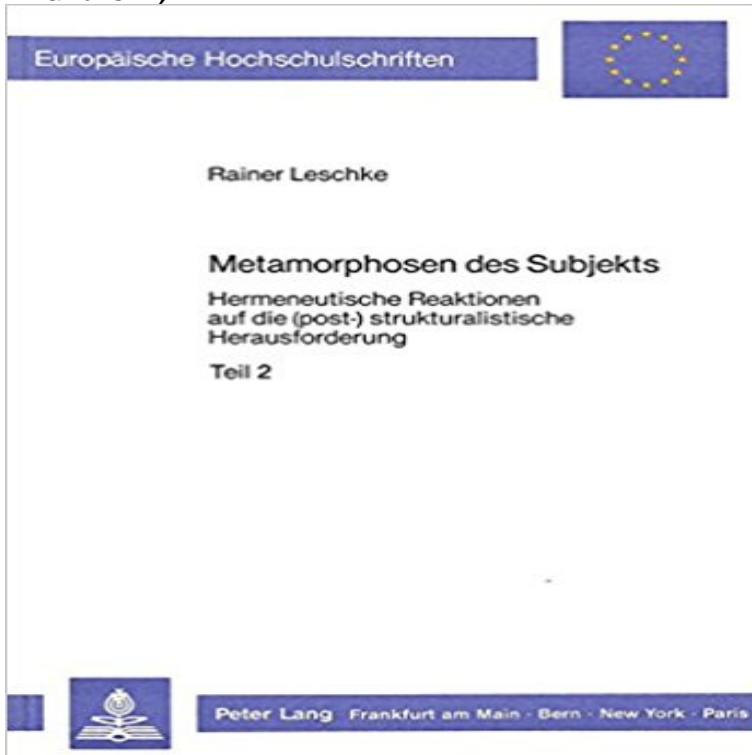 Europäische Hochschulschriften
Rainer Leschke
Metamorphosen des Subjekts
Hermeneutische Reaktionen
auf die (post-) strukturalistische
Herausforderung
Teil 2
Peter Lang Frankfurt am Main · Bern · New York · Paris